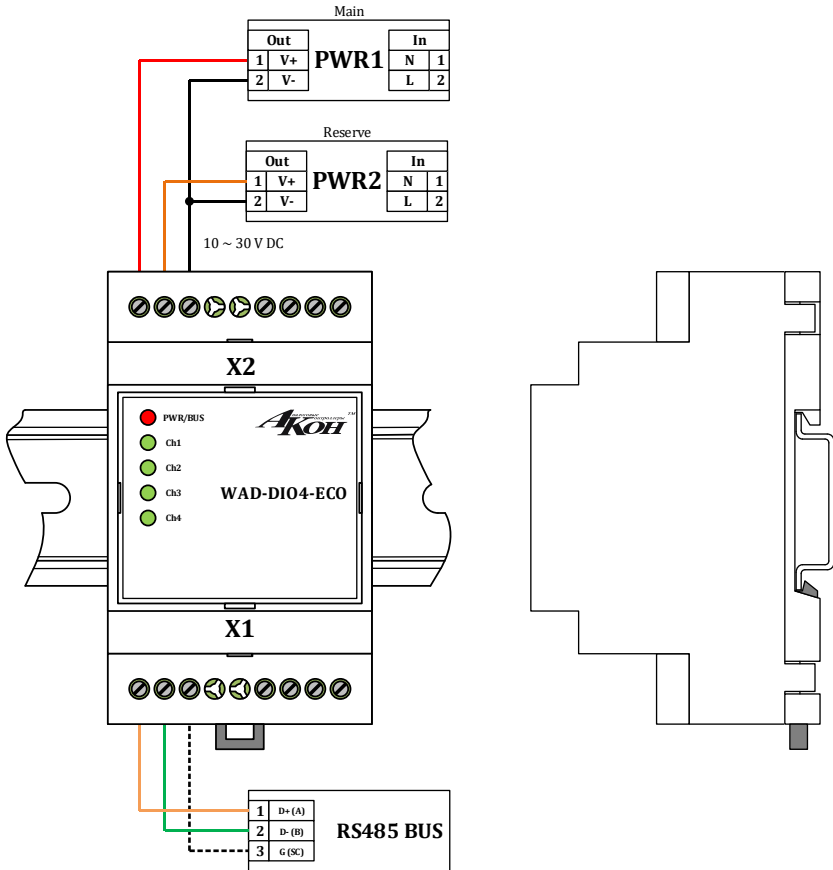 Main
Out
In
PWR1
1 V+
N 1
2 V-
L 2
Reserve
Out
In
PWR2
1 V+
N 1
2 V-
L 2
10 ~ 30 V DC
X2
PWR/BUS
АКОН
TM
Ch1
Ch2
Ch3
WAD-DIO4-ECO
Ch4
X1
1 D+ (A)
2 D- (B)
RS485 BUS
3 G (SC)